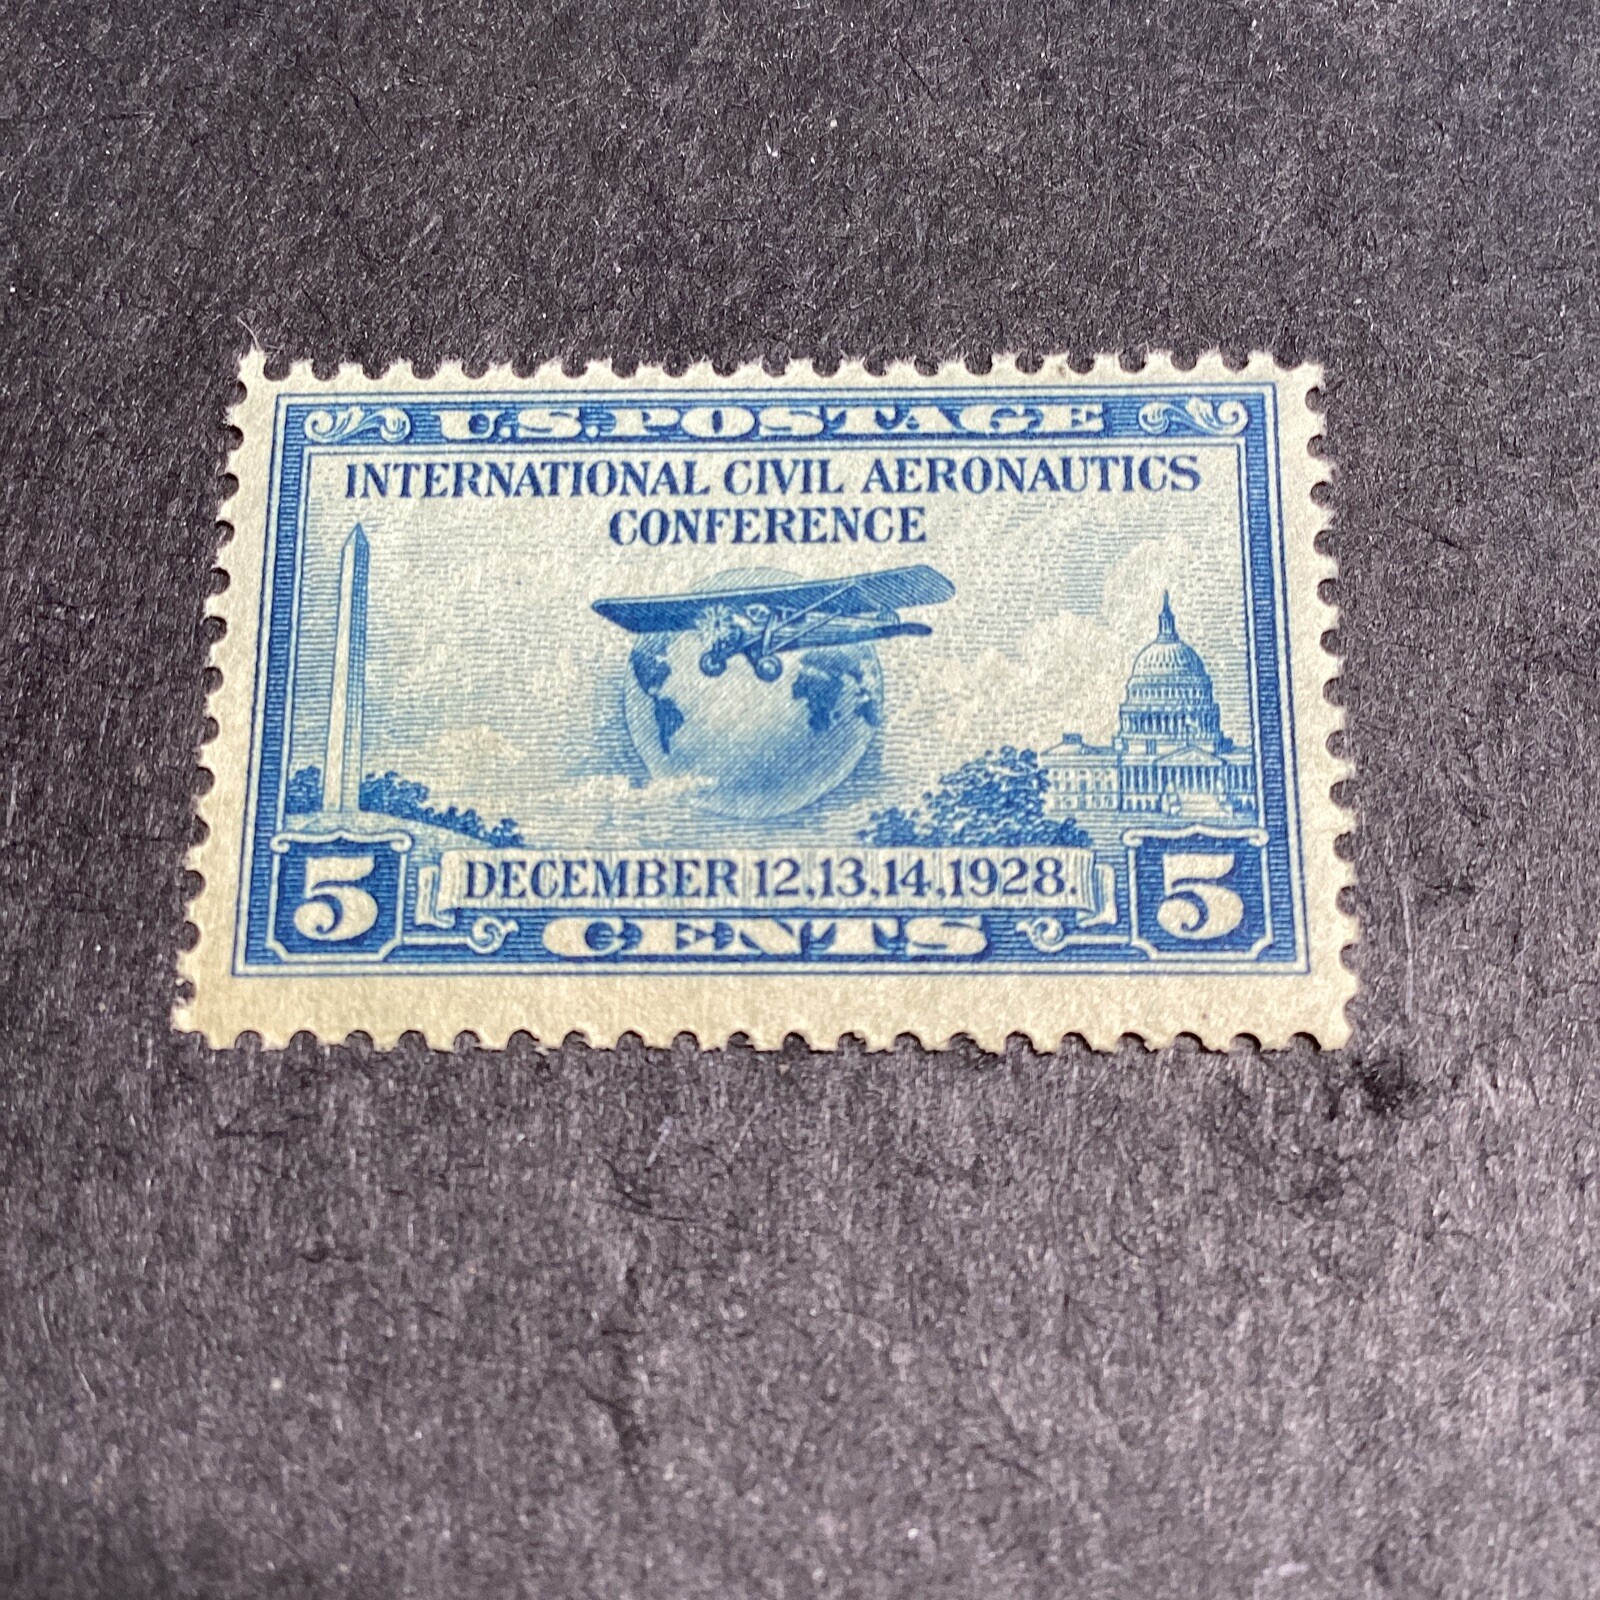 U.S. POSTAGE
INTERNATIONAL CIVIL AERONAUTICS
CONFERENCE
5 DECEMBER 12,13,14,1928. 5
CENTS